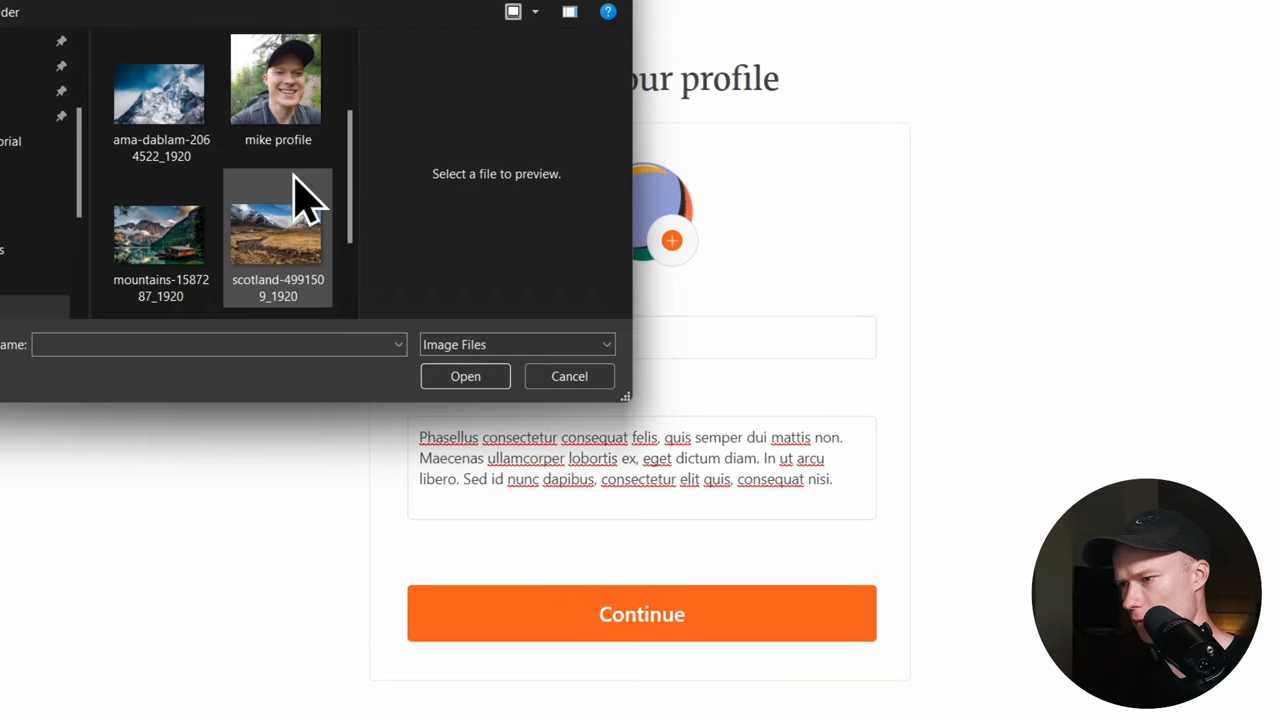 der
our profile
mike profile
ama-dablam-206
4522_1920
orial
Select a file to preview.
s
mountains-15872
87_1920
scotland-499150
9_1920
ame:
Image Files
Open
Cancel
Phasellus consectetur consequat felis, quis semper dui mattis non.
Maecenas ullamcorper lobortis ex, eget dictum diam. In ut arcu
libero. Sed id nunc dapibus, consectetur elit quis, consequat nisi.
Continue